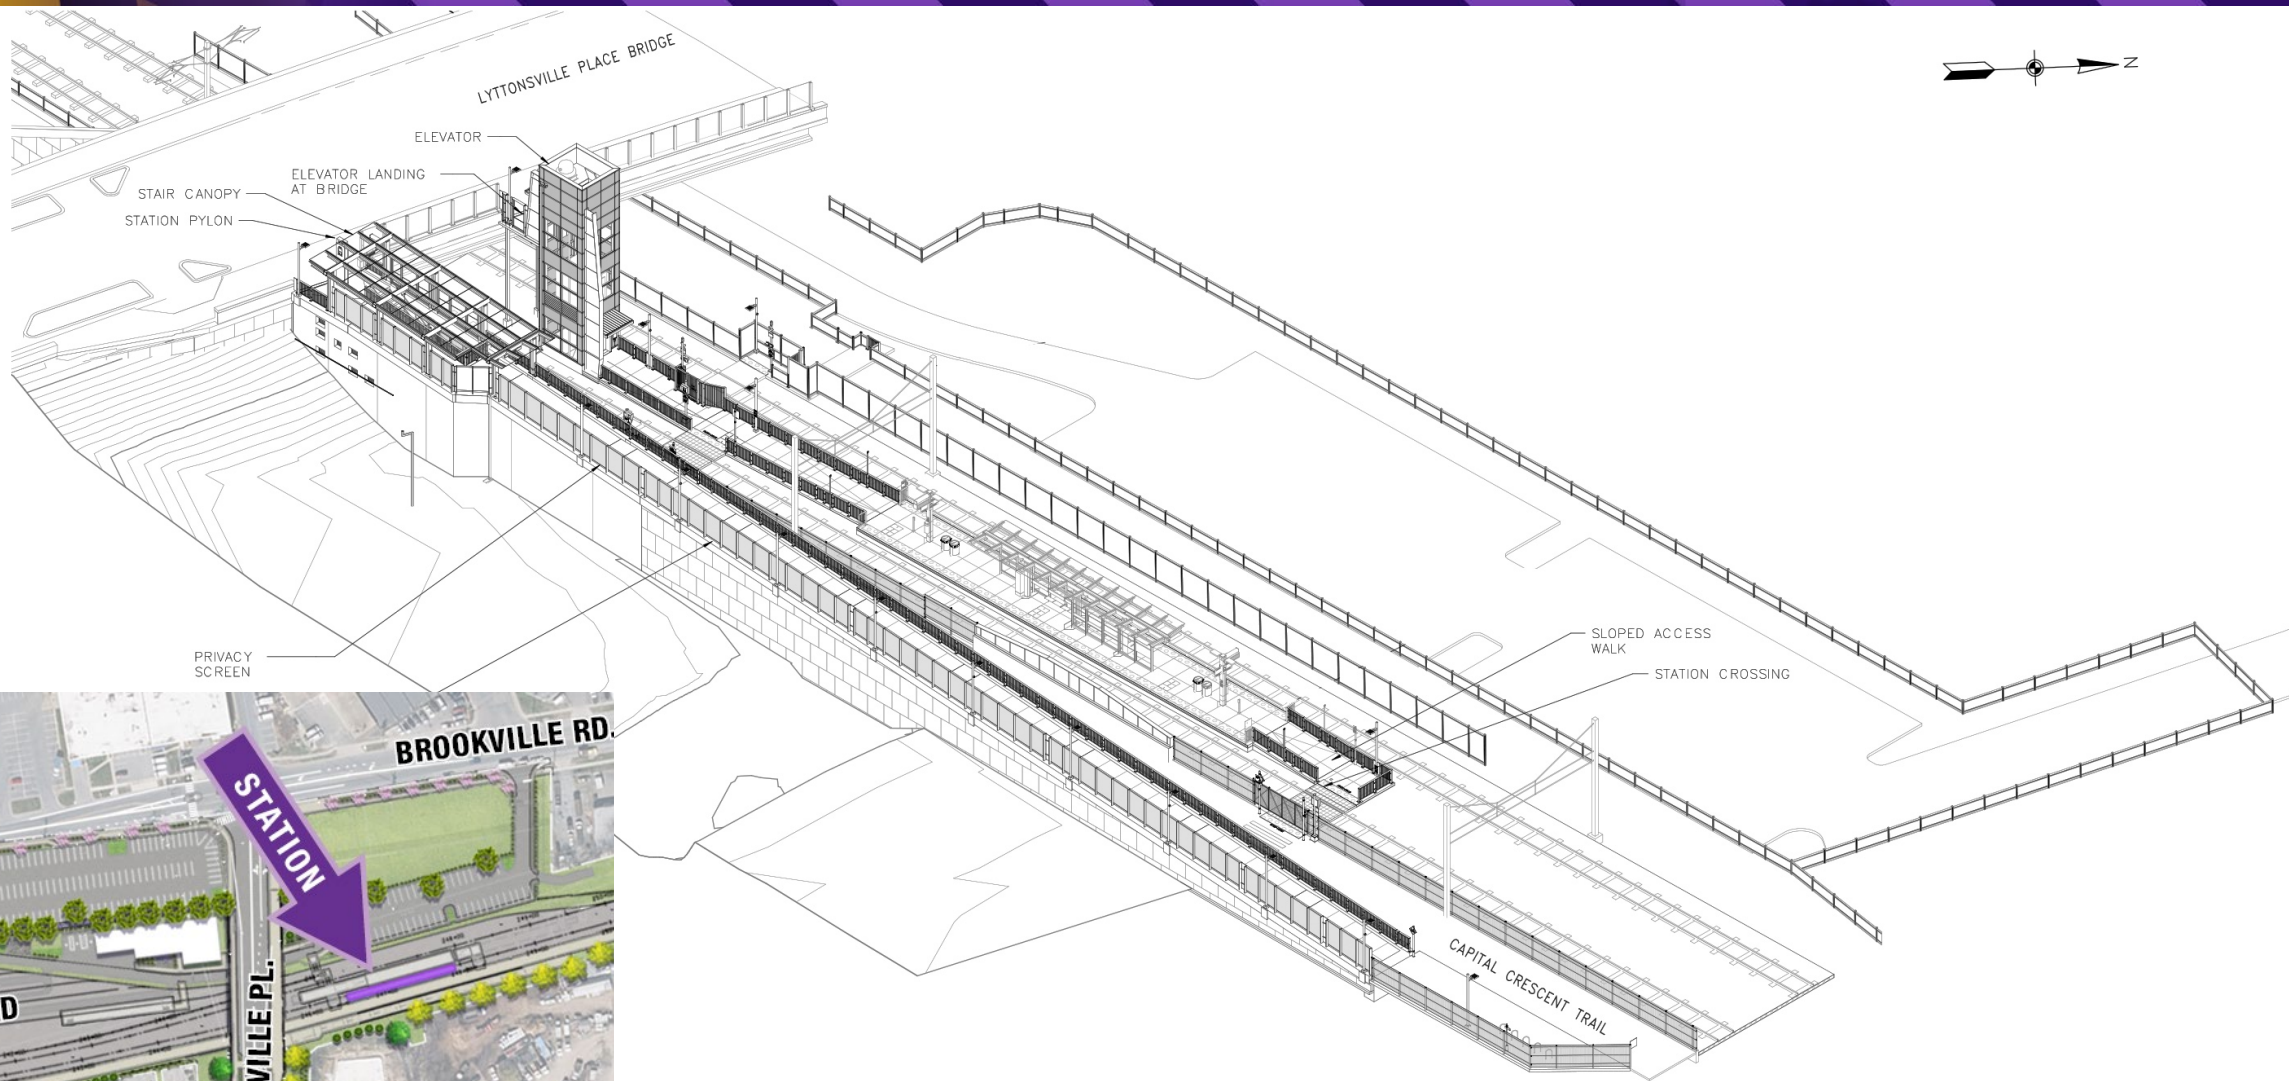 LYTTONSVILLE PLACE BRIDGE
N
ELEVATOR
ELEVATOR LANDING
AT BRIDGE
STAIR CANOPY
STATION PYLON
PRIVACY
SCREEN
SLOPED ACCESS
WALK
STATION CROSSING
CAPITAL CRESCENT TRAIL
BROOKVILLE RD.
STATION
VILLE PL.
D